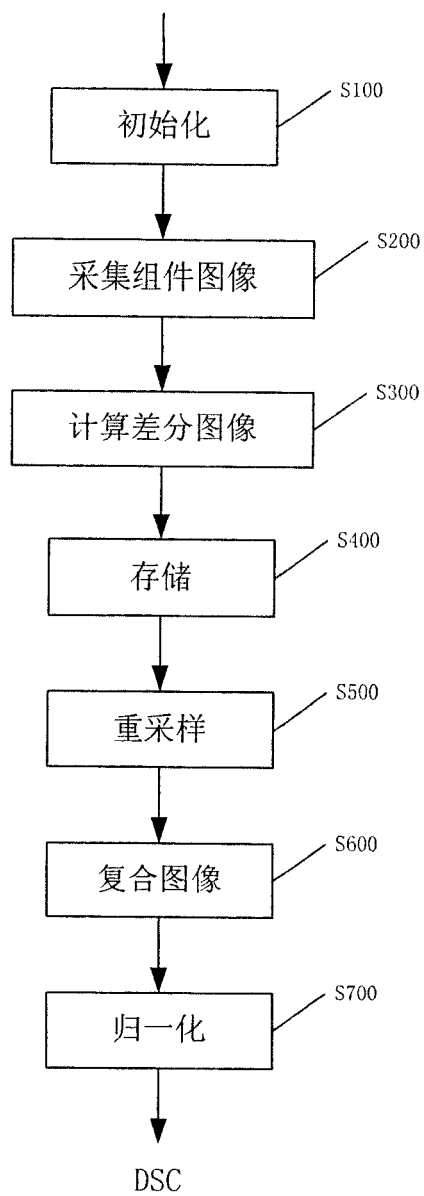 初始化
S100
采集组件图像
S200
计算差分图像
S300
存储
S400
重采样
S500
复合图像
S600
归一化
S700
DSC